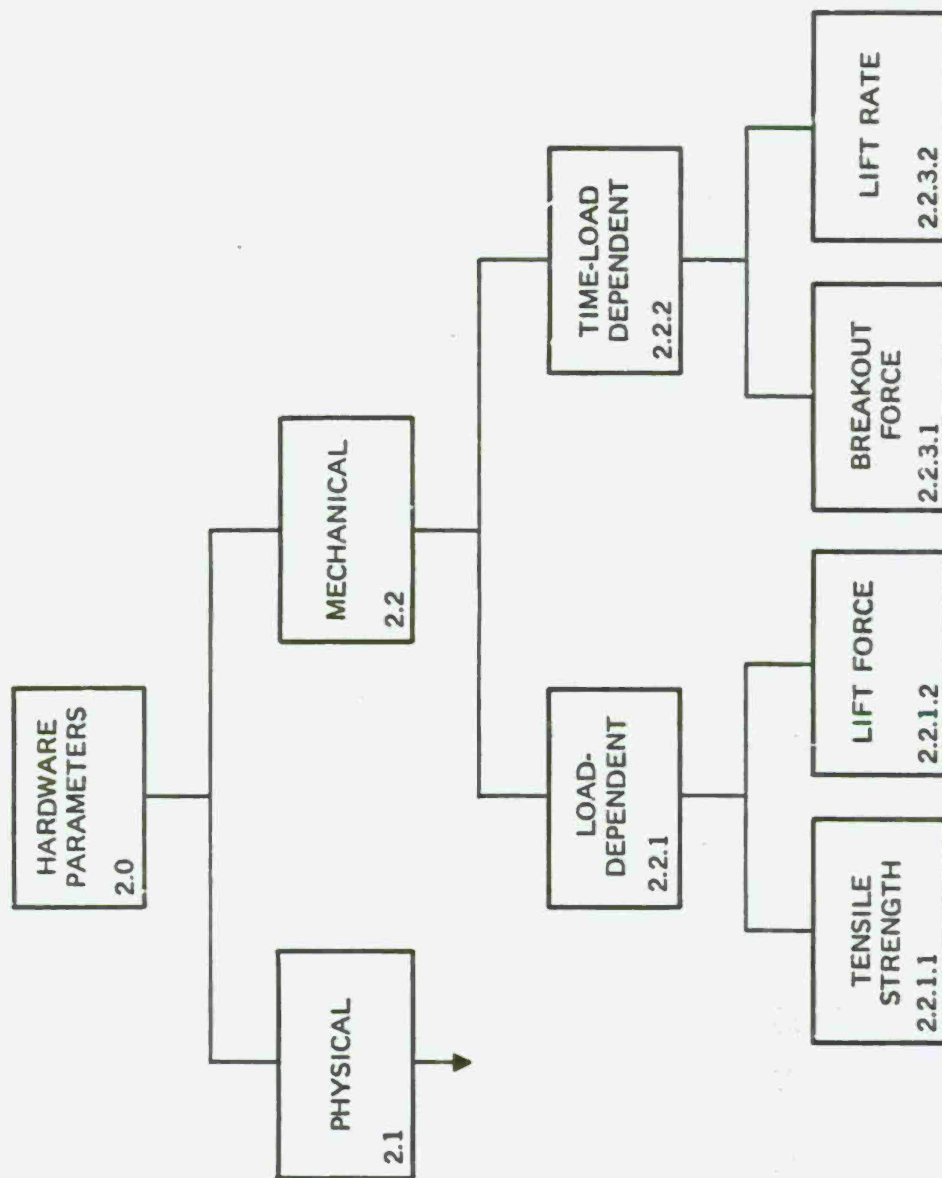 HARDWARE
PARAMETERS
2.0
PHYSICAL
2.1
MECHANICAL
2.2
LOAD-
DEPENDENT
2.2.1
TIME-LOAD
DEPENDENT
2.2.2
TENSILE
STRENGTH
2.2.1.1
LIFT FORCE
2.2.1.2
BREAKOUT
FORCE
2.2.3.1
LIFT RATE
2.2.3.2